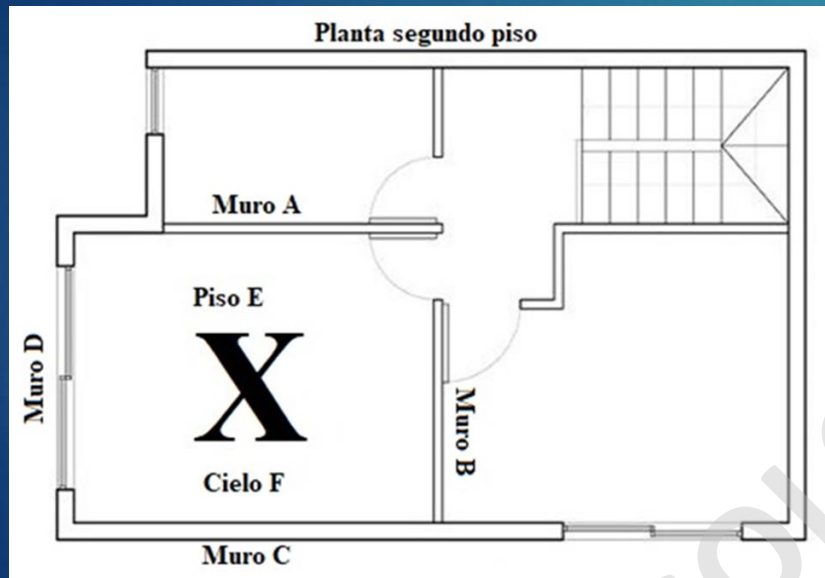 Planta segundo piso
Muro A
Piso E
X
Muro D
Muro B
Cielo F
Muro C